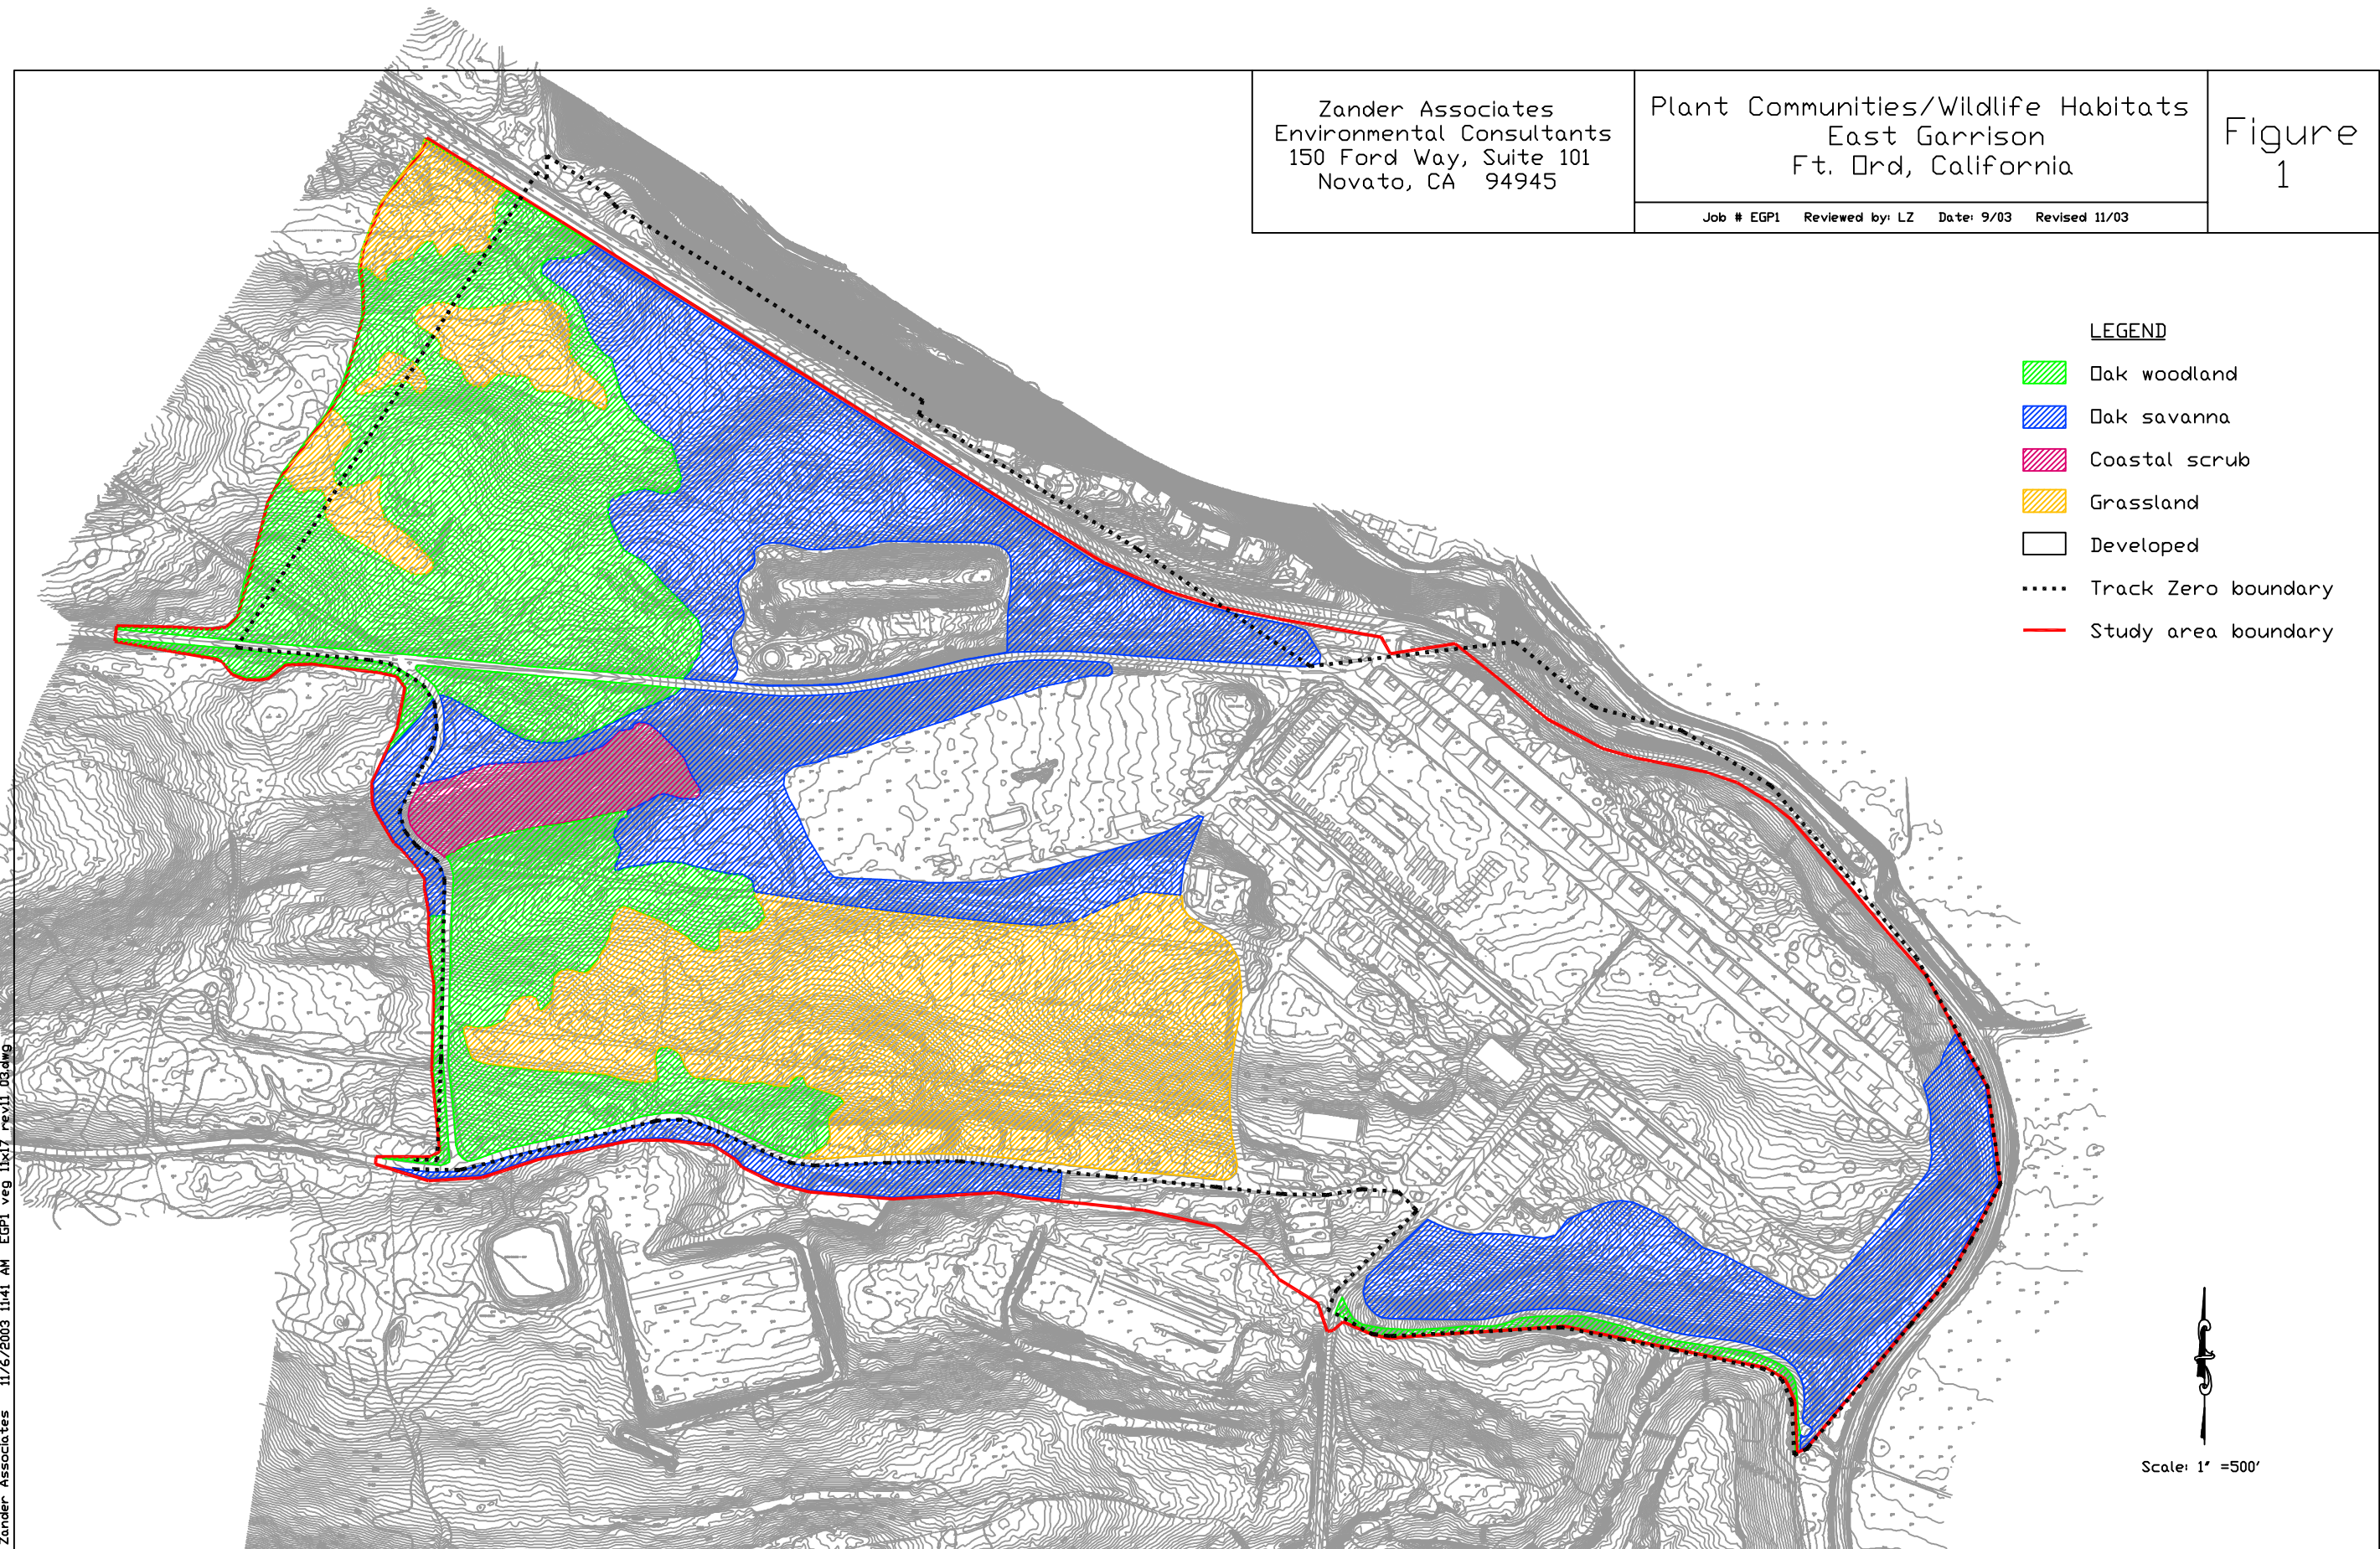 Zander Associates
Environmental Consultants
150 Ford Way, Suite 101
Novato, CA 94945
Plant Communities/Wildlife Habitats
East Garrison
Ft. Ord, California
Job # EGP1 Reviewed by: LZ Date: 9/03 Revised 11/03
Figure
1
LEGEND
Oak woodland
Oak savanna
Coastal scrub
Grassland
Developed
Track Zero boundary
Study area boundary
Scale: 1" =500'
Zander Associates 11/6/2003 11:41 AM EGP1 veg 11x17 rev11_03.dwg